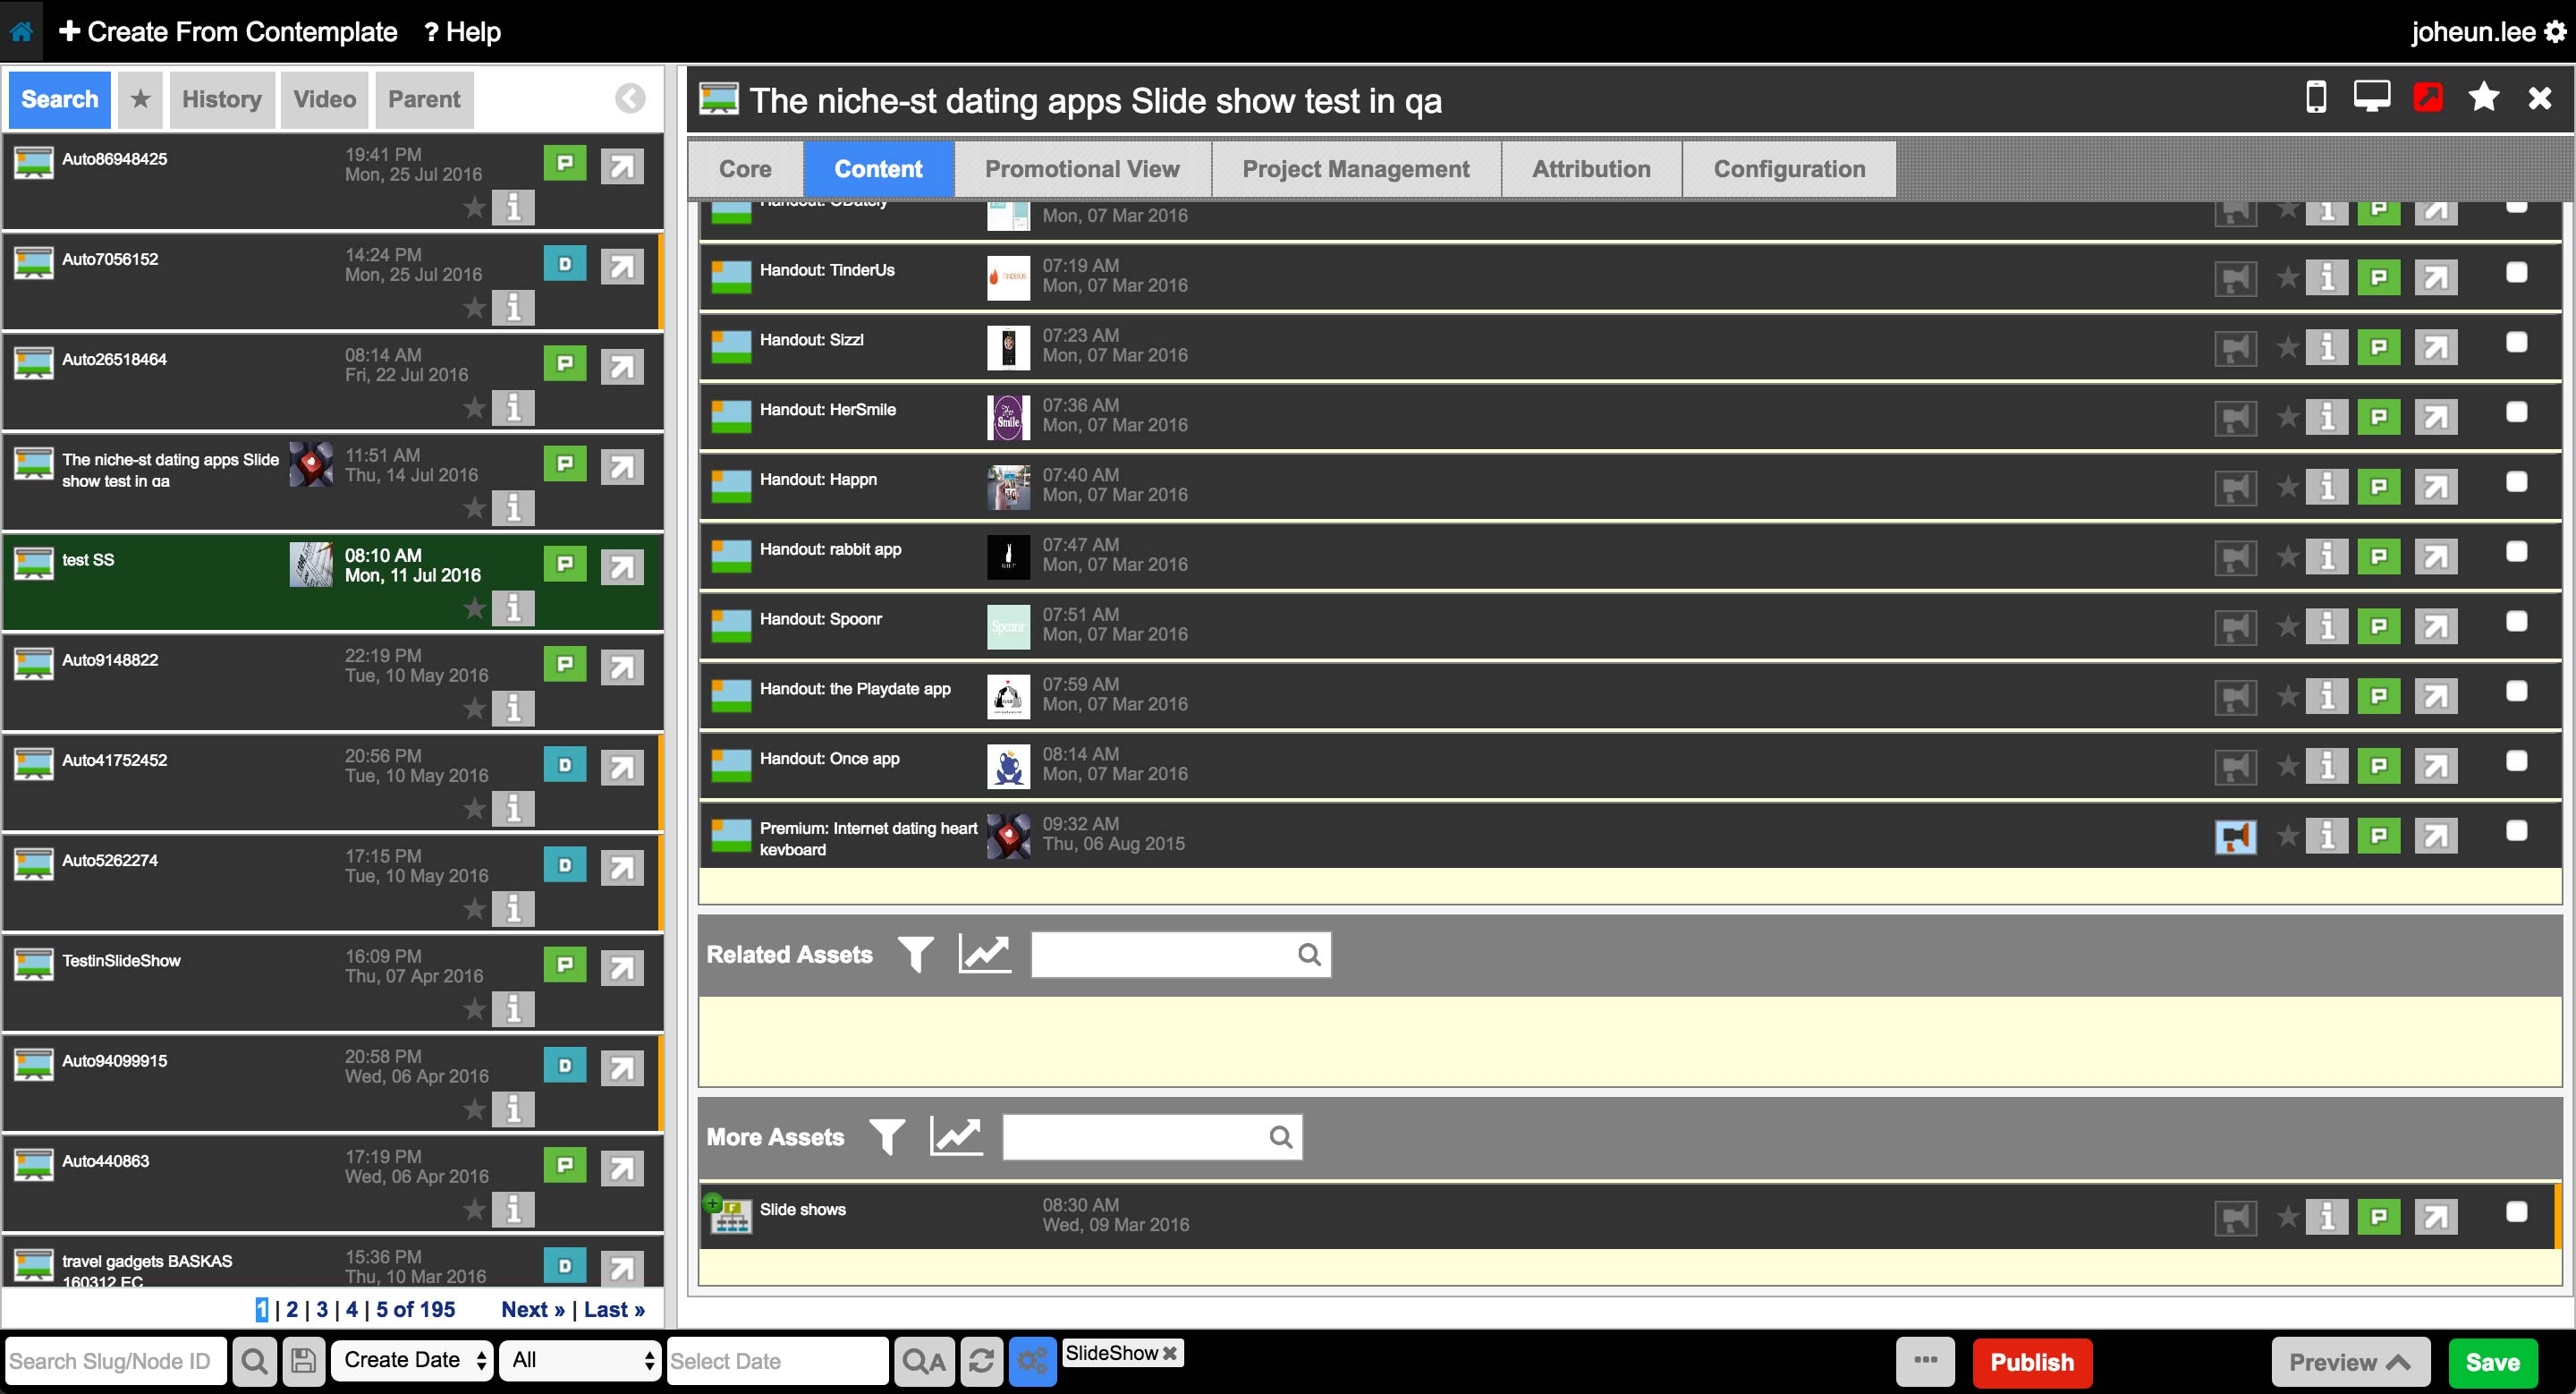 Create From Contemplate
? Help
joheun.lee
Search
History
Video
Parent
Auto86948425
19:41 PM
Mon, 25 Jul 2016
P
Auto7056152
14:24 PM
Mon, 25 Jul 2016
D
Auto26518464
08:14 AM
Fri, 22 Jul 2016
P
The niche-st dating apps Slide
show test in qa
11:51 AM
Thu, 14 Jul 2016
P
test SS
08:10 AM
Mon, 11 Jul 2016
P
Auto9148822
22:19 PM
Tue, 10 May 2016
P
Auto41752452
20:56 PM
Tue, 10 May 2016
D
Auto5262274
17:15 PM
Tue, 10 May 2016
D
TestinSlideShow
16:09 PM
Thu, 07 Apr 2016
P
Auto94099915
20:58 PM
Wed, 06 Apr 2016
D
Auto440863
17:19 PM
Wed, 06 Apr 2016
P
travel gadgets BASKAS
160312 EC
15:36 PM
Thu, 10 Mar 2016
D
1 | 2 | 3 | 4 | 5 of 195 Next » | Last »
The niche-st dating apps Slide show test in qa
Core
Content
Promotional View
Project Management
Attribution
Configuration
Mon, 07 Mar 2016
P
Handout: TinderUs
07:19 AM
Mon, 07 Mar 2016
P
Handout: Sizzl
07:23 AM
Mon, 07 Mar 2016
P
Handout: HerSmile
Smile
07:36 AM
Mon, 07 Mar 2016
P
Handout: Happn
07:40 AM
Mon, 07 Mar 2016
P
Handout: rabbit app
07:47 AM
Mon, 07 Mar 2016
P
Handout: Spoonr
Spoonr
07:51 AM
Mon, 07 Mar 2016
P
Handout: the Playdate app
07:59 AM
Mon, 07 Mar 2016
P
Handout: Once app
08:14 AM
Mon, 07 Mar 2016
P
Premium: Internet dating heart
keyboard
09:32 AM
Thu, 06 Aug 2015
P
Related Assets
More Assets
F
Slide shows
08:30 AM
Wed, 09 Mar 2016
P
Search Slug/Node ID
Create Date
All
Select Date
A
SlideShow
Publish
Preview
Save